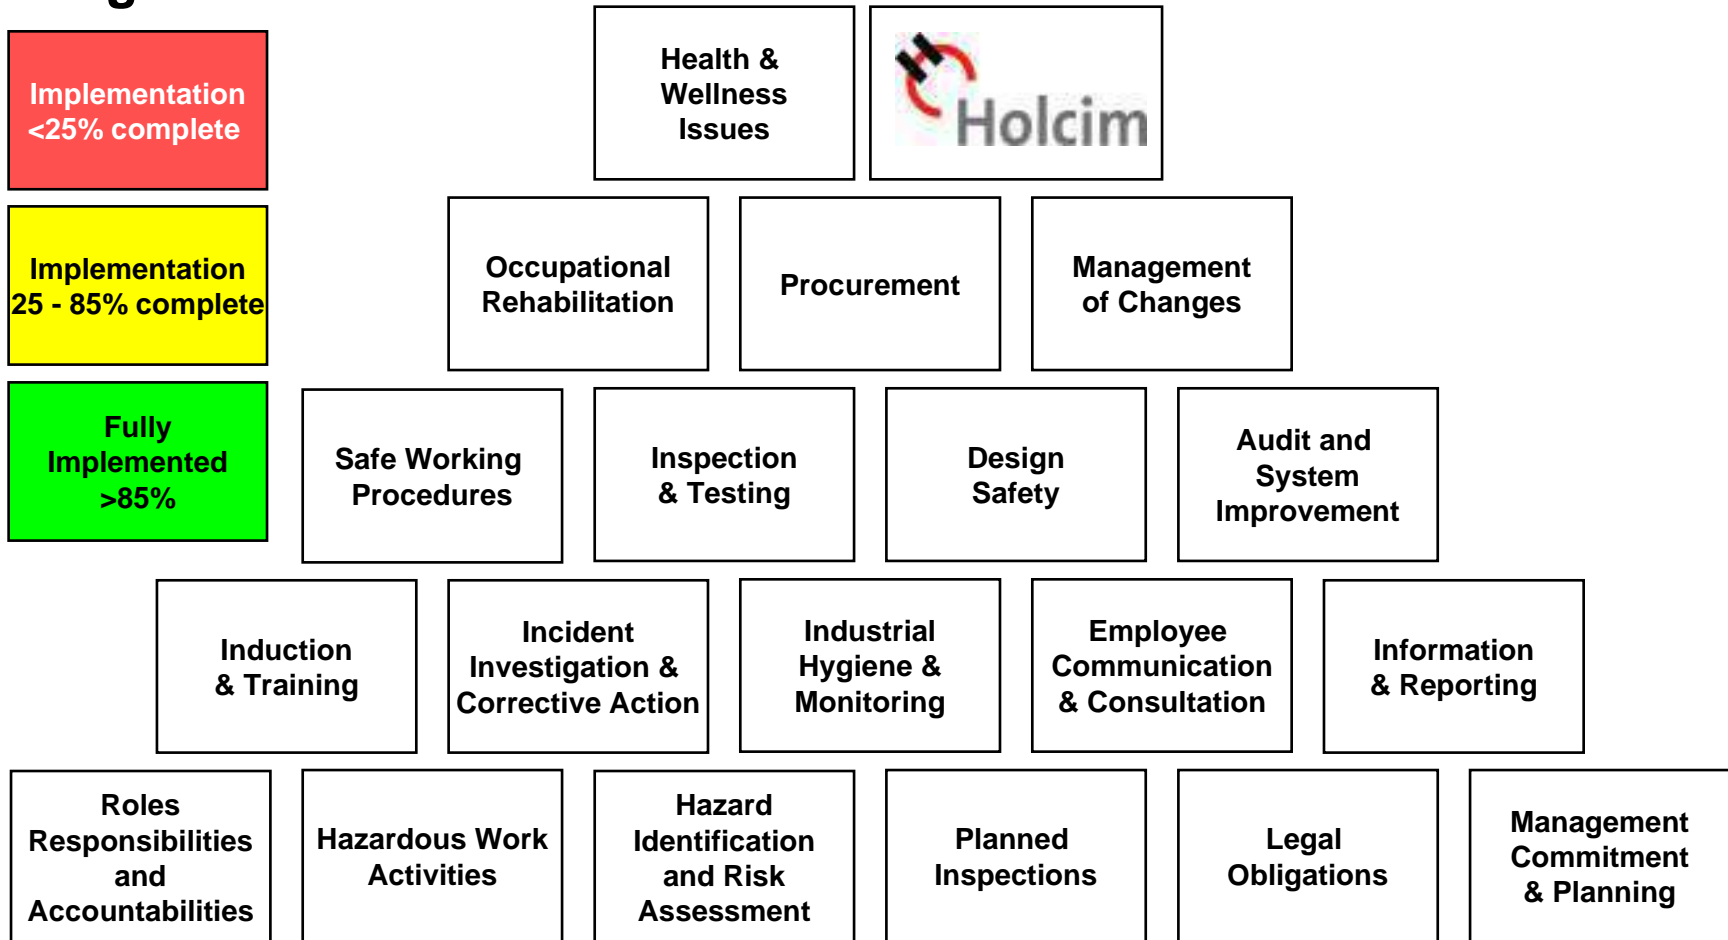 Implementation
<25% complete
Implementation
25 - 85% complete
Fully
Implemented
>85%
Health &
Wellness
Issues
Holcim
Occupational
Rehabilitation
Procurement
Management
of Changes
Safe Working
Procedures
Inspection
& Testing
Design
Safety
Audit and
System
Improvement
Induction
& Training
Incident
Investigation &
Corrective Action
Industrial
Hygiene &
Monitoring
Employee
Communication
& Consultation
Information
& Reporting
Roles
Responsibilities
and
Accountabilities
Hazardous Work
Activities
Hazard
Identification
and Risk
Assessment
Planned
Inspections
Legal
Obligations
Management
Commitment
& Planning